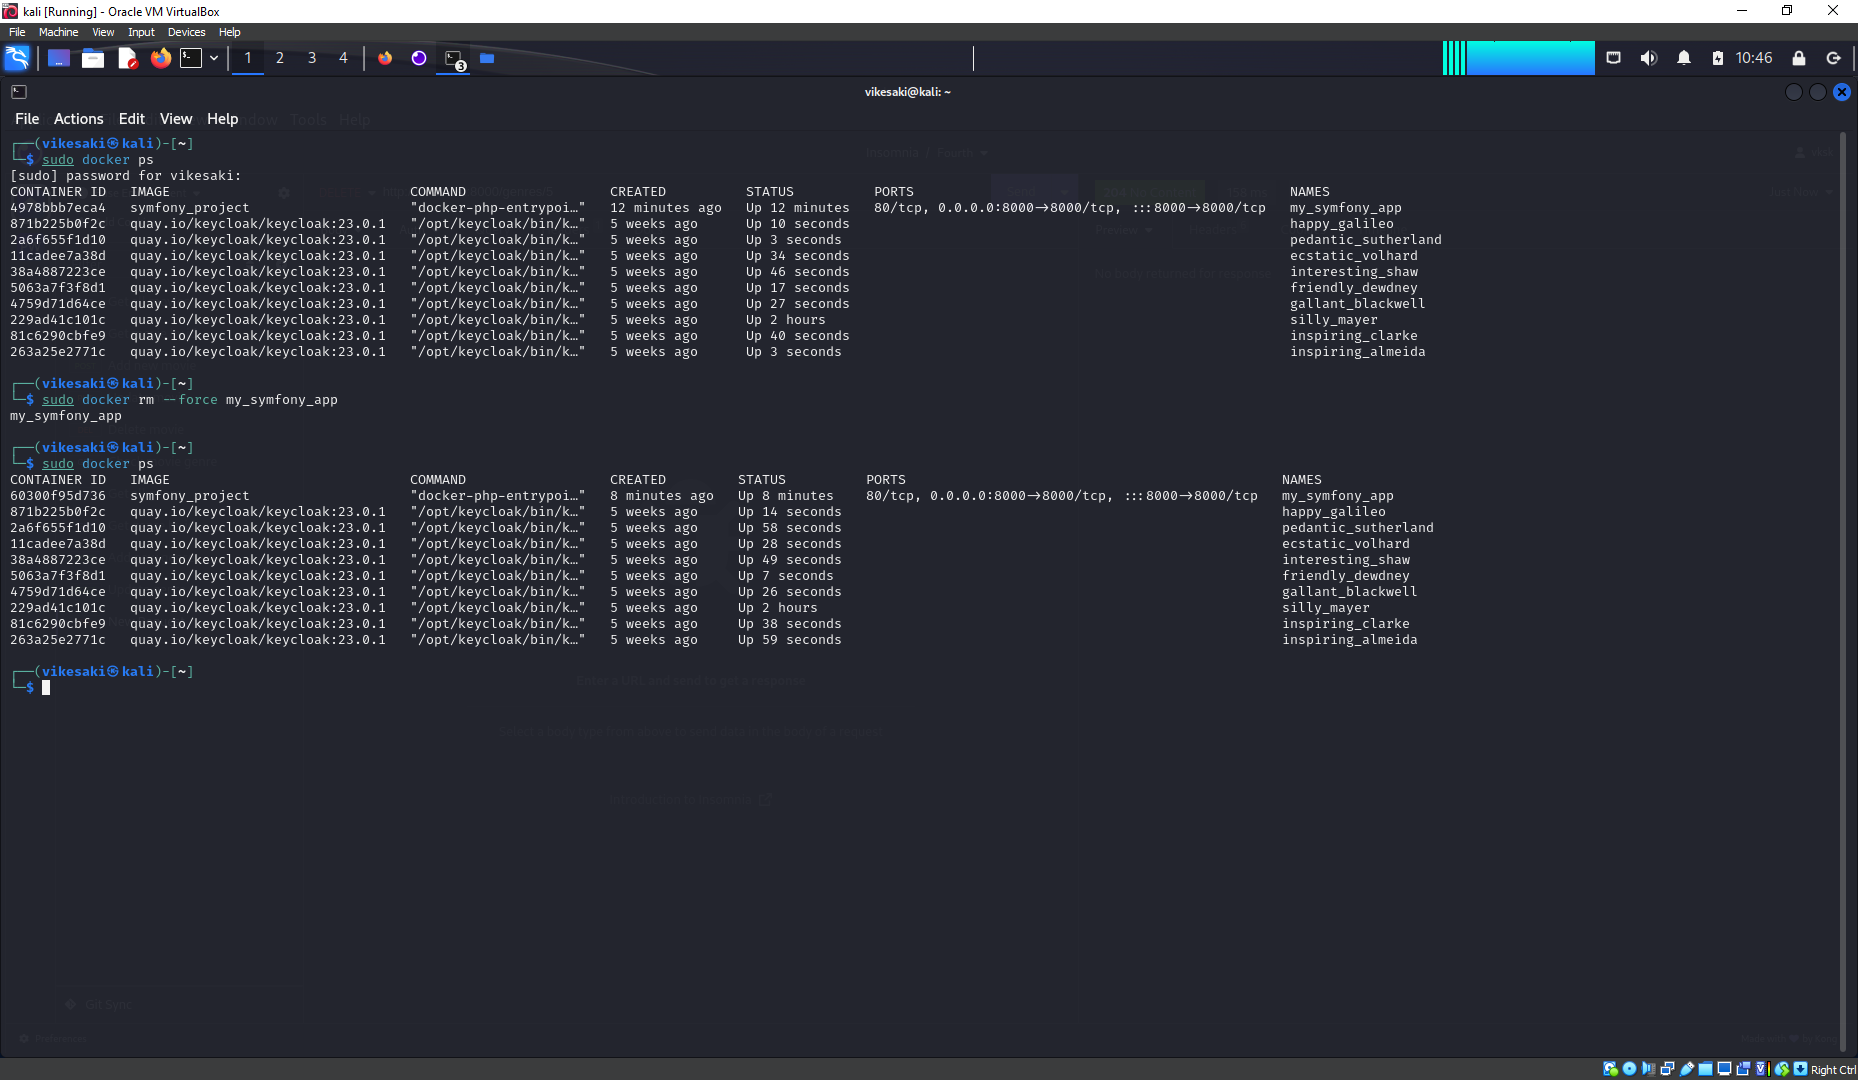 kali [Running] - Oracle VM VirtualBox
File Machine View Input Devices Help
1 2 3 4 3 10:46
vikesaki@kali: ~
File Actions Edit View Help
┌──(vikesaki㉿kali)-[~]
└─$ sudo docker ps
[sudo] password for vikesaki:
CONTAINER ID IMAGE COMMAND CREATED STATUS PORTS NAMES
4978bbb7eca4 symfony_project "docker-php-entrypoi…" 12 minutes ago Up 12 minutes 80/tcp, 0.0.0.0:8000->8000/tcp, :::8000->8000/tcp my_symfony_app
871b225b0f2c quay.io/keycloak/keycloak:23.0.1 "/opt/keycloak/bin/k…" 5 weeks ago Up 10 seconds happy_galileo
2a6f655f1d10 quay.io/keycloak/keycloak:23.0.1 "/opt/keycloak/bin/k…" 5 weeks ago Up 3 seconds pedantic_sutherland
11cadee7a38d quay.io/keycloak/keycloak:23.0.1 "/opt/keycloak/bin/k…" 5 weeks ago Up 34 seconds ecstatic_volhard
38a4887223ce quay.io/keycloak/keycloak:23.0.1 "/opt/keycloak/bin/k…" 5 weeks ago Up 46 seconds interesting_shaw
5063a7f3f8d1 quay.io/keycloak/keycloak:23.0.1 "/opt/keycloak/bin/k…" 5 weeks ago Up 17 seconds friendly_dewdney
4759d71d64ce quay.io/keycloak/keycloak:23.0.1 "/opt/keycloak/bin/k…" 5 weeks ago Up 27 seconds gallant_blackwell
229ad41c101c quay.io/keycloak/keycloak:23.0.1 "/opt/keycloak/bin/k…" 5 weeks ago Up 2 hours silly_mayer
81c6290cbfe9 quay.io/keycloak/keycloak:23.0.1 "/opt/keycloak/bin/k…" 5 weeks ago Up 40 seconds inspiring_clarke
263a25e2771c quay.io/keycloak/keycloak:23.0.1 "/opt/keycloak/bin/k…" 5 weeks ago Up 3 seconds inspiring_almeida
┌──(vikesaki㉿kali)-[~]
└─$ sudo docker rm --force my_symfony_app
my_symfony_app
┌──(vikesaki㉿kali)-[~]
└─$ sudo docker ps
CONTAINER ID IMAGE COMMAND CREATED STATUS PORTS NAMES
60300f95d736 symfony_project "docker-php-entrypoi…" 8 minutes ago Up 8 minutes 80/tcp, 0.0.0.0:8000->8000/tcp, :::8000->8000/tcp my_symfony_app
871b225b0f2c quay.io/keycloak/keycloak:23.0.1 "/opt/keycloak/bin/k…" 5 weeks ago Up 14 seconds happy_galileo
2a6f655f1d10 quay.io/keycloak/keycloak:23.0.1 "/opt/keycloak/bin/k…" 5 weeks ago Up 58 seconds pedantic_sutherland
11cadee7a38d quay.io/keycloak/keycloak:23.0.1 "/opt/keycloak/bin/k…" 5 weeks ago Up 28 seconds ecstatic_volhard
38a4887223ce quay.io/keycloak/keycloak:23.0.1 "/opt/keycloak/bin/k…" 5 weeks ago Up 49 seconds interesting_shaw
5063a7f3f8d1 quay.io/keycloak/keycloak:23.0.1 "/opt/keycloak/bin/k…" 5 weeks ago Up 7 seconds friendly_dewdney
4759d71d64ce quay.io/keycloak/keycloak:23.0.1 "/opt/keycloak/bin/k…" 5 weeks ago Up 26 seconds gallant_blackwell
229ad41c101c quay.io/keycloak/keycloak:23.0.1 "/opt/keycloak/bin/k…" 5 weeks ago Up 2 hours silly_mayer
81c6290cbfe9 quay.io/keycloak/keycloak:23.0.1 "/opt/keycloak/bin/k…" 5 weeks ago Up 38 seconds inspiring_clarke
263a25e2771c quay.io/keycloak/keycloak:23.0.1 "/opt/keycloak/bin/k…" 5 weeks ago Up 59 seconds inspiring_almeida
┌──(vikesaki㉿kali)-[~]
└─$
Enter a URL and send to get a response
Git Sync
Right Ctrl